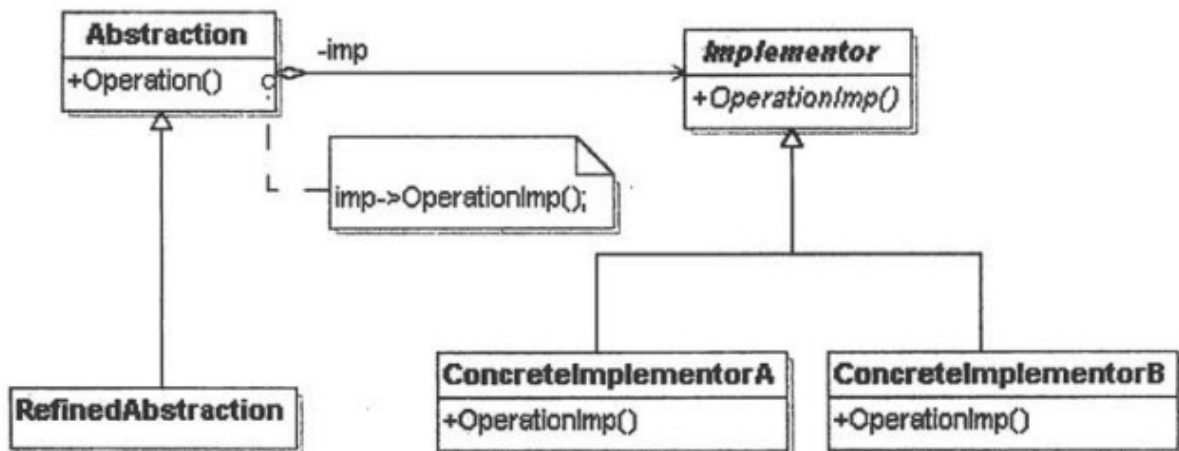 Abstraction
+Operation()
-imp
Implementor
+OperationImp()
imp->OperationImp();
RefinedAbstraction
ConcreteImplementorA
+OperationImp()
ConcreteImplementorB
+OperationImp()